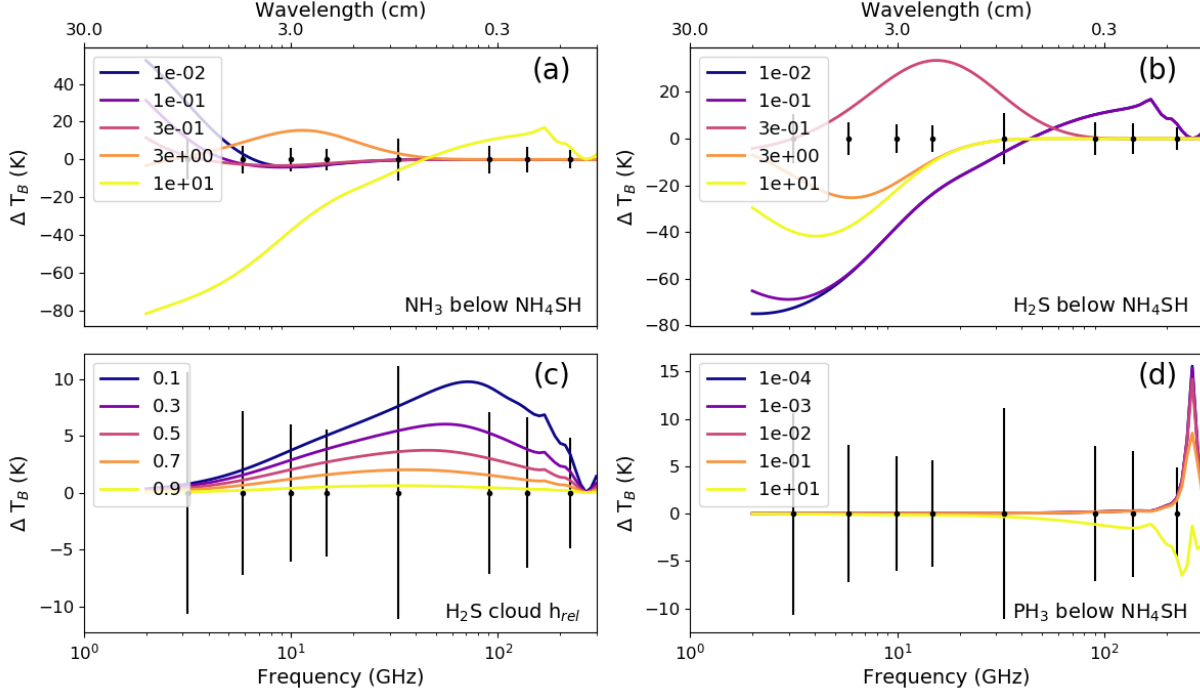 Wavelength (cm)
30.0 3.0 0.3
Wavelength (cm)
30.0 3.0 0.3
(a)
1e-02
1e-01
3e-01
3e+00
1e+01
40
20
0
−20
−40
−60
−80
Δ T_B (K)
NH₃ below NH₄SH
(b)
1e-02
1e-01
3e-01
3e+00
1e+01
20
0
−20
−40
−60
−80
Δ T_B (K)
H₂S below NH₄SH
(c)
0.1
0.3
0.5
0.7
0.9
10
5
0
−5
−10
Δ T_B (K)
H₂S cloud h_rel
10⁰ 10¹ 10²
Frequency (GHz)
(d)
1e-04
1e-03
1e-02
1e-01
1e+01
15
10
5
0
−5
−10
Δ T_B (K)
PH₃ below NH₄SH
10⁰ 10¹ 10²
Frequency (GHz)